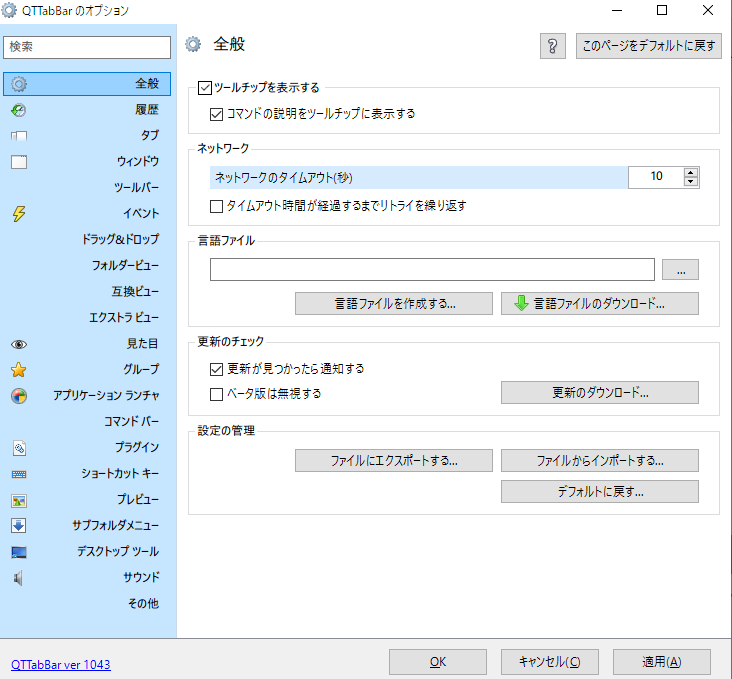 QTTabBar のオプション
検索
全般
履歴
タブ
ウィンドウ
ツールバー
イベント
ドラッグ&ドロップ
フォルダービュー
互換ビュー
エクストラ ビュー
見た目
グループ
アプリケーション ランチャ
コマンド バー
プラグイン
ショートカット キー
プレビュー
サブフォルダメニュー
デスクトップ ツール
サウンド
その他
全般
?
このページをデフォルトに戻す
ツールチップを表示する
コマンドの説明をツールチップに表示する
ネットワーク
ネットワークのタイムアウト(秒) 10
タイムアウト時間が経過するまでリトライを繰り返す
言語ファイル
...
言語ファイルを作成する... 言語ファイルのダウンロード...
更新のチェック
更新が見つかったら通知する
ベータ版は無視する 更新のダウンロード...
設定の管理
ファイルにエクスポートする... ファイルからインポートする...
デフォルトに戻す...
QTTabBar ver 1043
OK キャンセル(C) 適用(A)